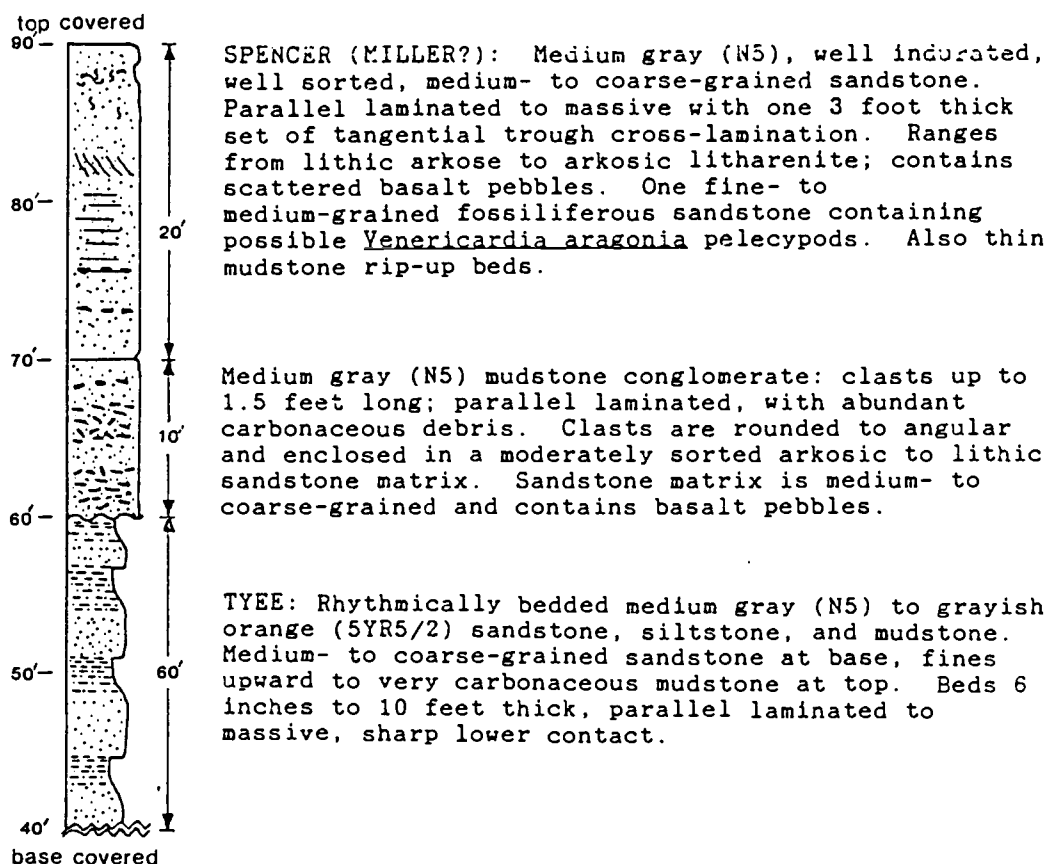 top covered
90'
80'
70'
60'
50'
40'
base covered
20'
10'
60'
SPENCER (MILLER?): Medium gray (N5), well indurated,
well sorted, medium- to coarse-grained sandstone.
Parallel laminated to massive with one 3 foot thick
set of tangential trough cross-lamination. Ranges
from lithic arkose to arkosic litharenite; contains
scattered basalt pebbles. One fine- to
medium-grained fossiliferous sandstone containing
possible Venericardia aragonia pelecypods. Also thin
mudstone rip-up beds.
Medium gray (N5) mudstone conglomerate: clasts up to
1.5 feet long; parallel laminated, with abundant
carbonaceous debris. Clasts are rounded to angular
and enclosed in a moderately sorted arkosic to lithic
sandstone matrix. Sandstone matrix is medium- to
coarse-grained and contains basalt pebbles.
TYEE: Rhythmically bedded medium gray (N5) to grayish
orange (5YR5/2) sandstone, siltstone, and mudstone.
Medium- to coarse-grained sandstone at base, fines
upward to very carbonaceous mudstone at top. Beds 6
inches to 10 feet thick, parallel laminated to
massive, sharp lower contact.